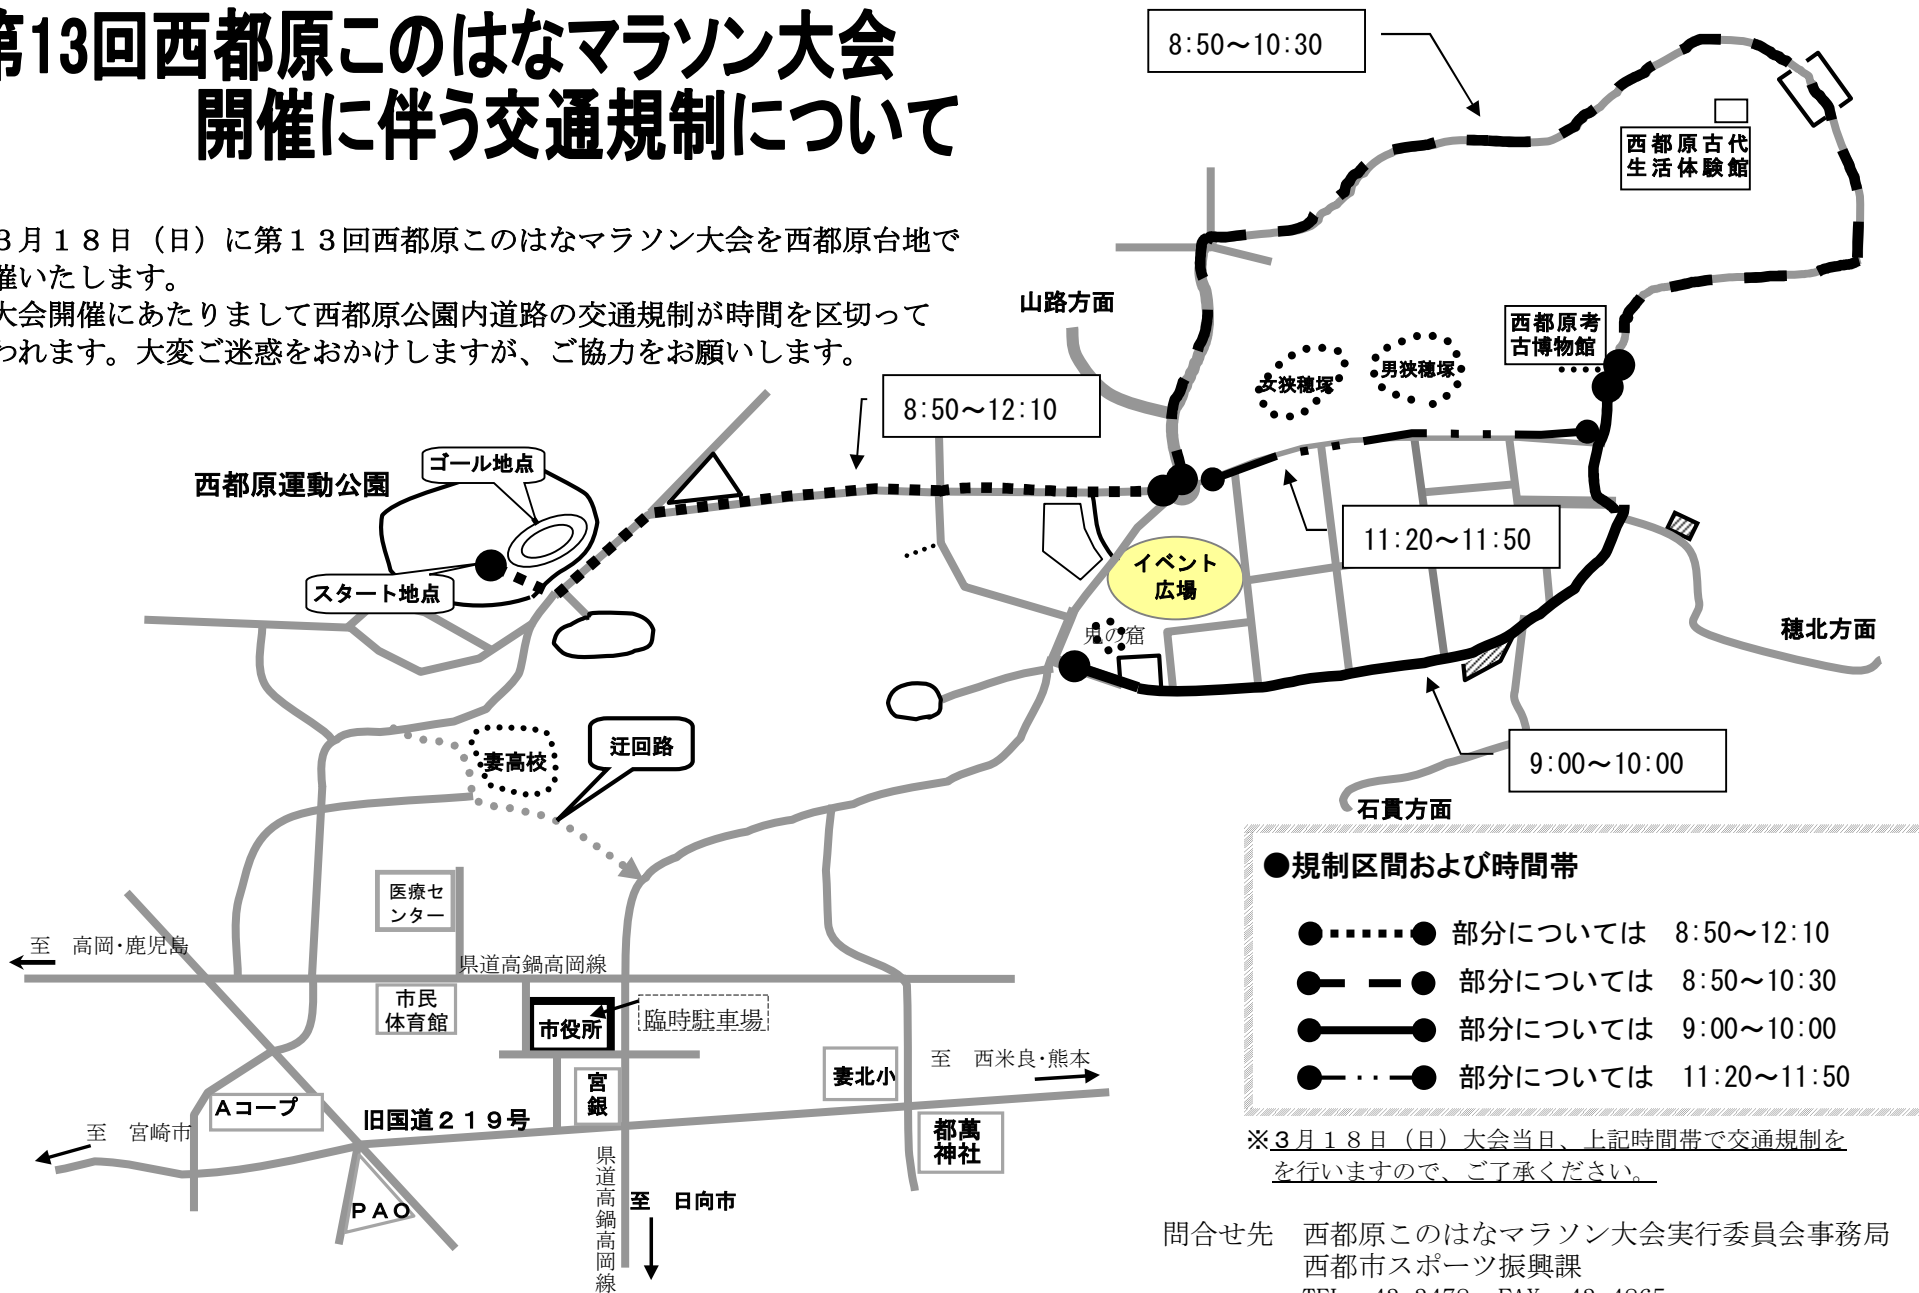 第13回西都原このはなマラソン大会
開催に伴う交通規制について
3月18日（日）に第13回西都原このはなマラソン大会を西都原台地で
催いたします。
大会開催にあたりまして西都原公園内道路の交通規制が時間を区切って
われます。大変ご迷惑をおかけしますが、ご協力をお願いします。
8:50～10:30
西都原古代
生活体験館
山路方面
西都原考
古博物館
女狭穂塚
男狭穂塚
8:50～12:10
ゴール地点
西都原運動公園
スタート地点
11:20～11:50
イベント
広場
鬼の窟
穂北方面
妻高校
迂回路
9:00～10:00
石貫方面
●規制区間および時間帯
部分については 8:50～12:10
部分については 8:50～10:30
部分については 9:00～10:00
部分については 11:20～11:50
※3月18日（日）大会当日、上記時間帯で交通規制を
を行いますので、ご了承ください。
問合せ先 西都原このはなマラソン大会実行委員会事務局
西都市スポーツ振興課
医療セ
ンター
至 高岡・鹿児島
県道高鍋高岡線
市民
体育館
市役所
臨時駐車場
宮
銀
妻北小
至 西米良・熊本
Aコープ
旧国道219号
至 宮崎市
都萬
神社
県道高鍋高岡線
至 日向市
PAO
TEL 43-3478 FAX 43-4865